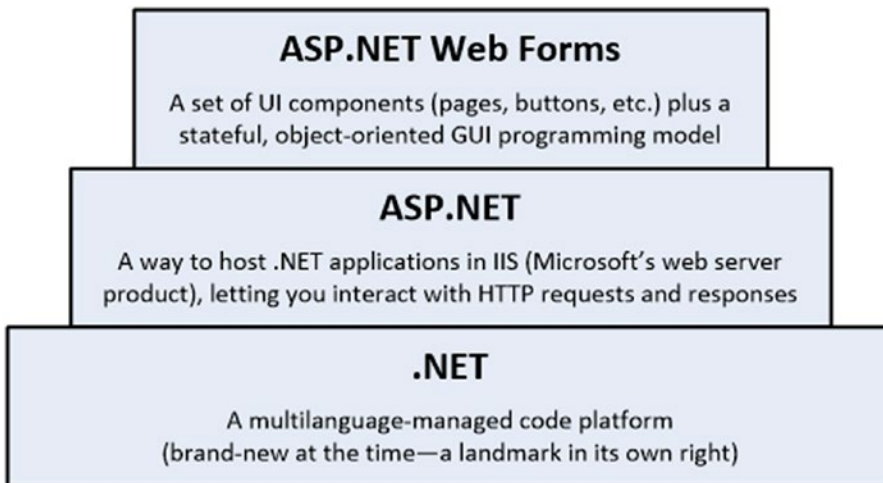 ASP.NET Web Forms
A set of UI components (pages, buttons, etc.) plus a
stateful, object-oriented GUI programming model
ASP.NET
A way to host .NET applications in IIS (Microsoft's web server
product), letting you interact with HTTP requests and responses
.NET
A multilanguage-managed code platform
(brand-new at the time—a landmark in its own right)